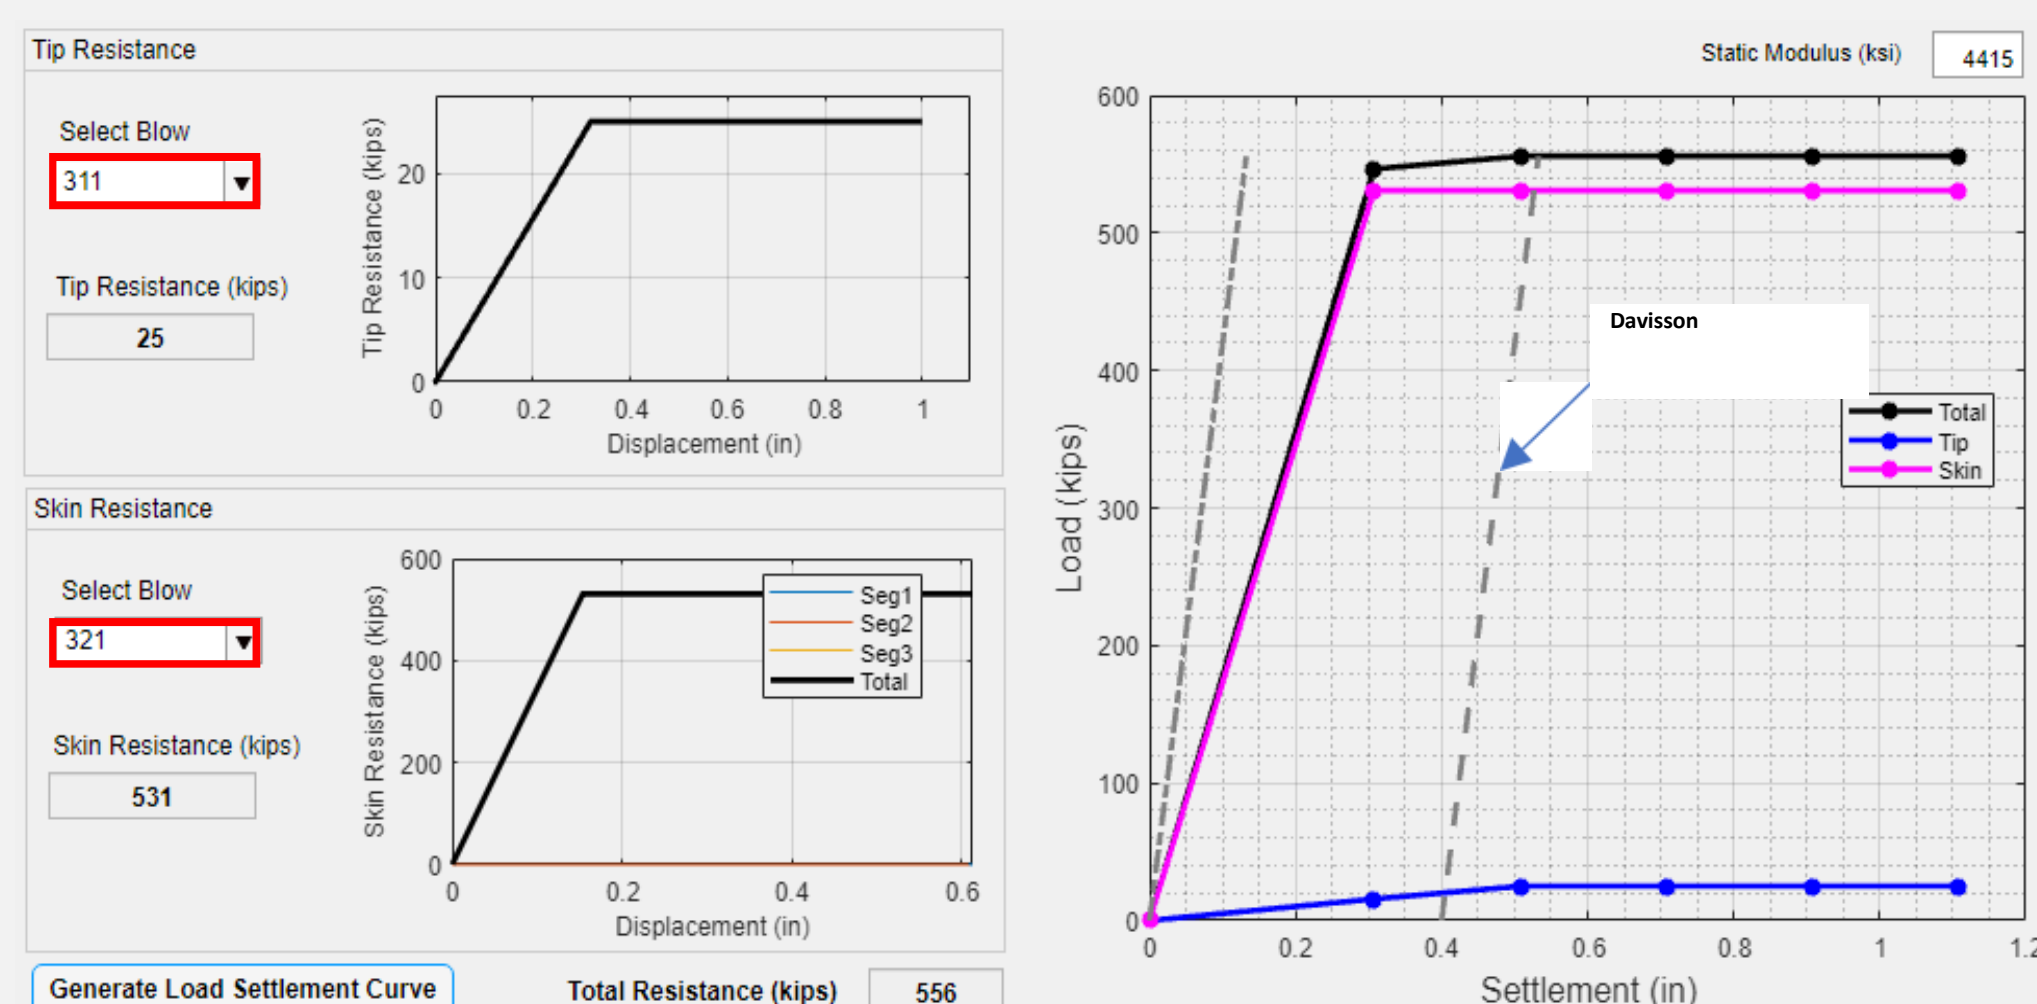 Tip Resistance
Select Blow
311
Tip Resistance (kips)
25
Tip Resistance (kips)
20
10
0
0 0.2 0.4 0.6 0.8 1
Displacement (in)
Skin Resistance
Select Blow
321
Skin Resistance (kips)
531
Skin Resistance (kips)
600
400
200
0
0 0.2 0.4 0.6
Displacement (in)
Seg1
Seg2
Seg3
Total
Generate Load Settlement Curve
Total Resistance (kips)
556
Static Modulus (ksi)
4415
Load (kips)
600
500
400
300
200
100
0
0 0.2 0.4 0.6 0.8 1 1.2
Settlement (in)
Davisson
Total
Tip
Skin